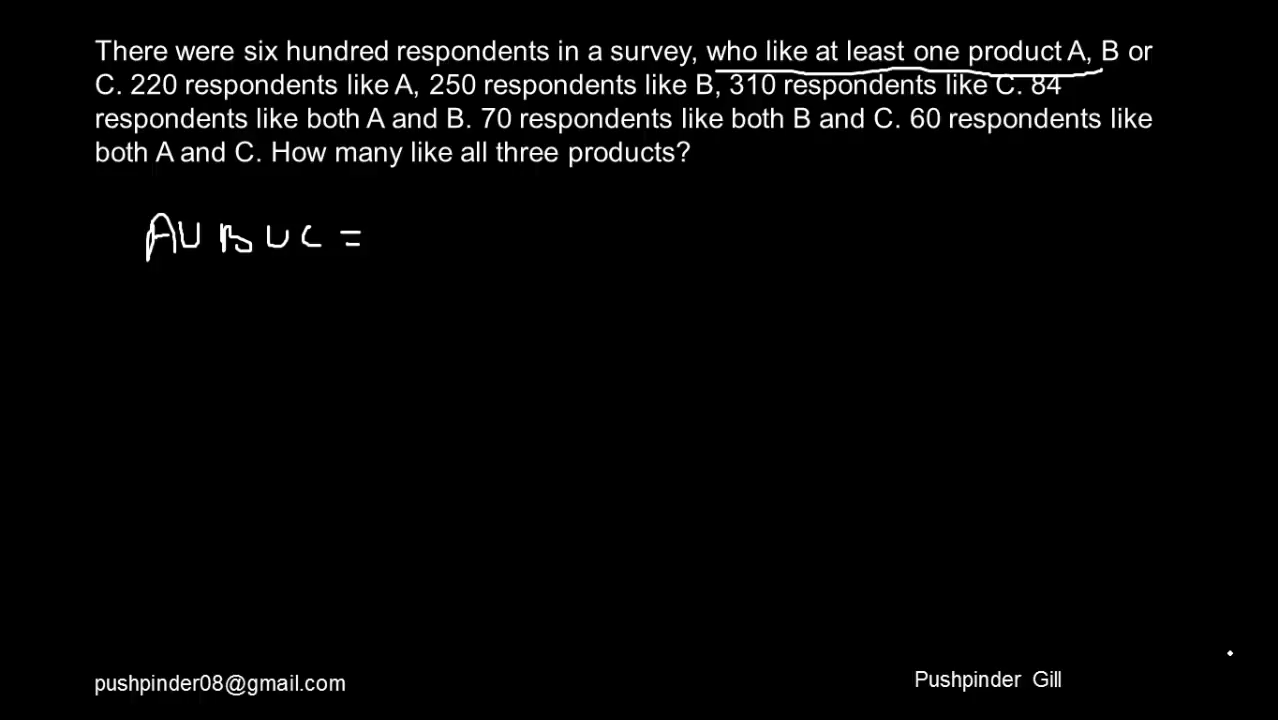 There were six hundred respondents in a survey, who like at least one product A, B or
C. 220 respondents like A, 250 respondents like B, 310 respondents like C. 84
respondents like both A and B. 70 respondents like both B and C. 60 respondents like
both A and C. How many like all three products?
A∪B∪C=
pushpinder08@gmail.com
Pushpinder Gill